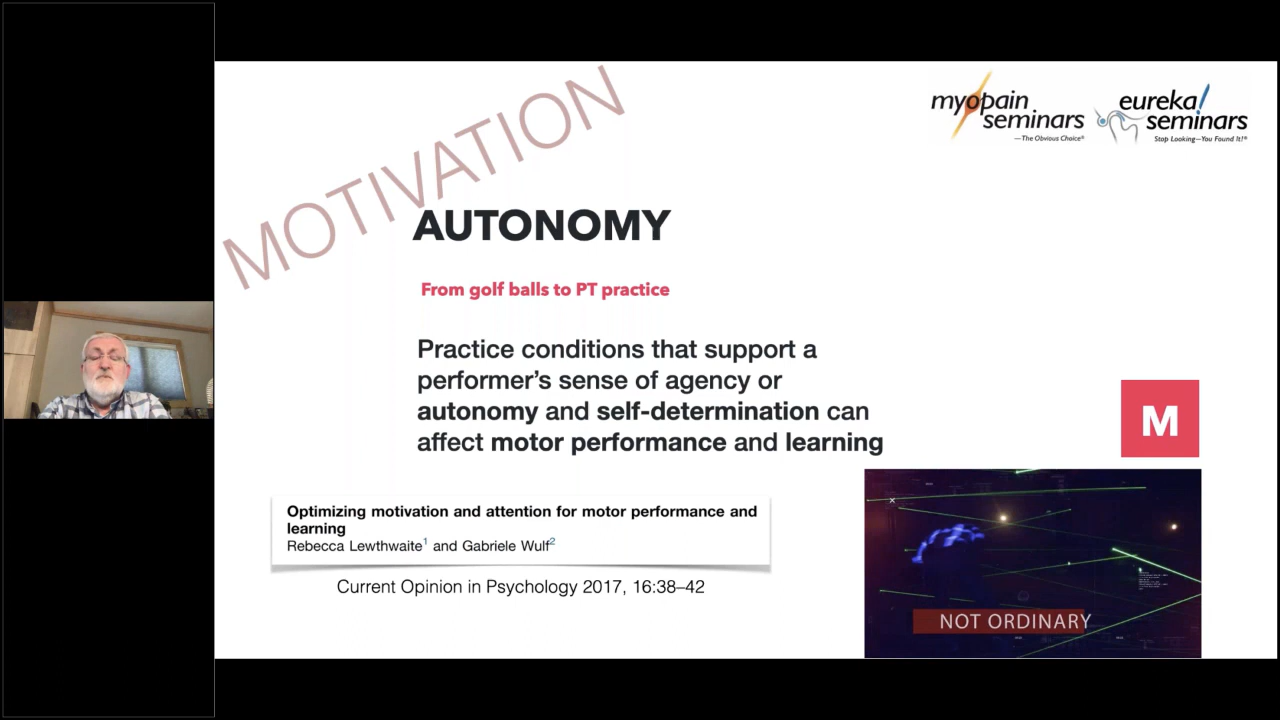 MOTIVATION
myopain seminars
—The Obvious Choice®
eureka! seminars
Stop Looking—You Found It!®
AUTONOMY
From golf balls to PT practice
Practice conditions that support a
performer’s sense of agency or
autonomy and self-determination can
affect motor performance and learning
M
Optimizing motivation and attention for motor performance and
learning
Rebecca Lewthwaite1 and Gabriele Wulf2
Current Opinion in Psychology 2017, 16:38–42
NOT ORDINARY